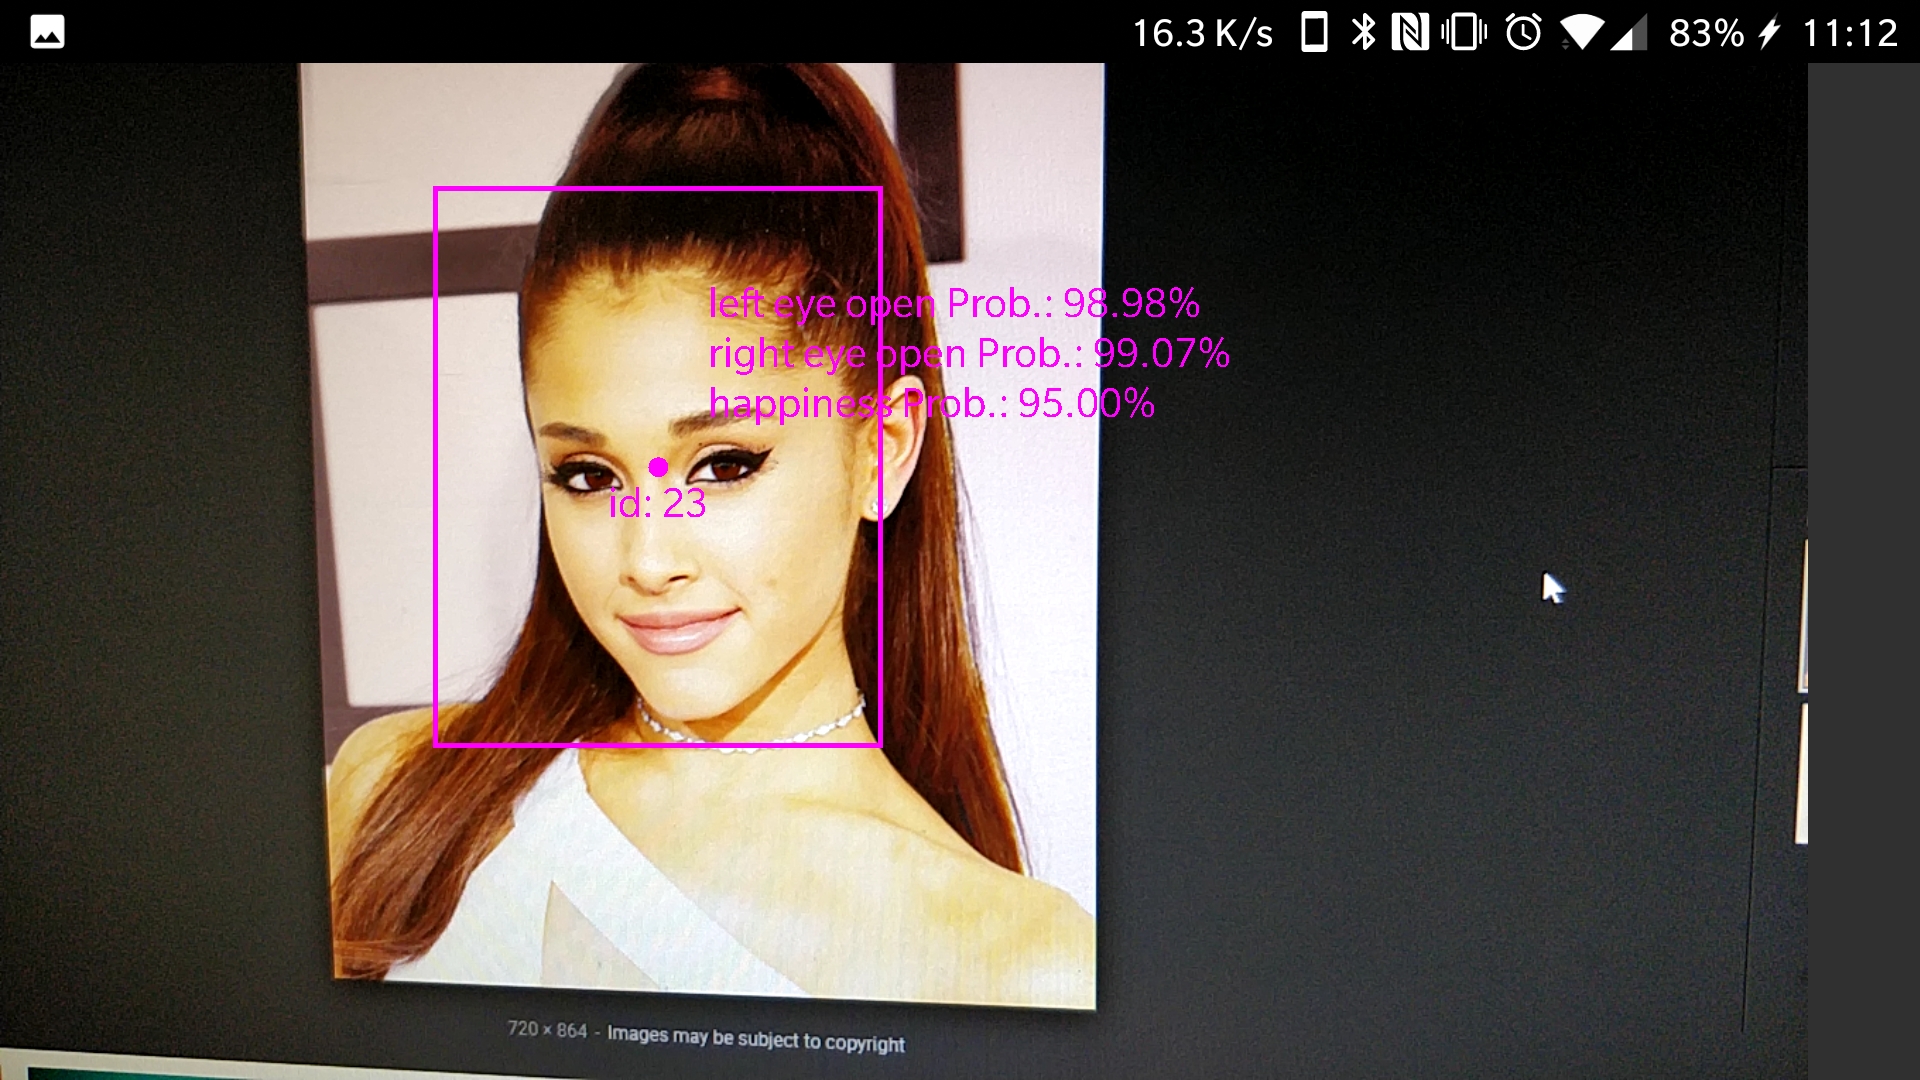 16.3 K/s 83% 11:12
left eye open Prob.: 98.98%
right eye open Prob.: 99.07%
happiness Prob.: 95.00%
id: 23
720 × 864 - Images may be subject to copyright